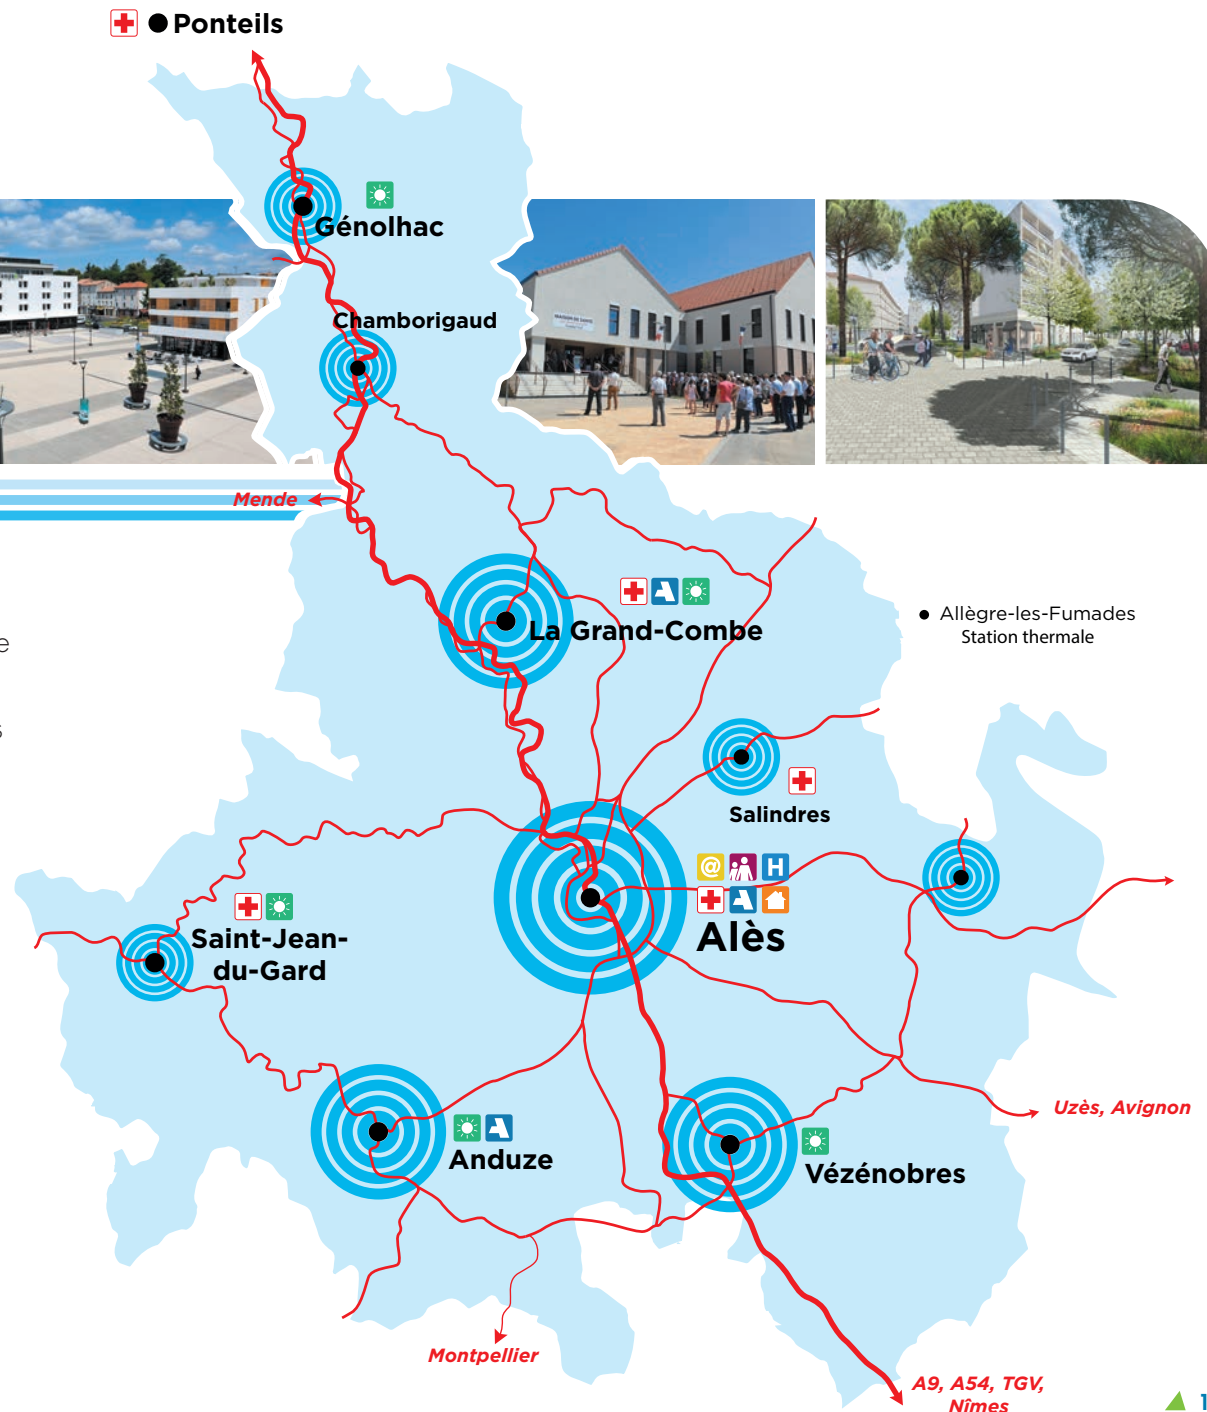 Ponteils
Génolhac
Chamborigaud
Mende
La Grand-Combe
Allègre-les-Fumades
Station thermale
e
s
Salindres
@
H
Alès
Saint-Jean-
du-Gard
Uzès, Avignon
Anduze
Vézénobres
Montpellier
A9, A54, TGV,
Nîmes
1